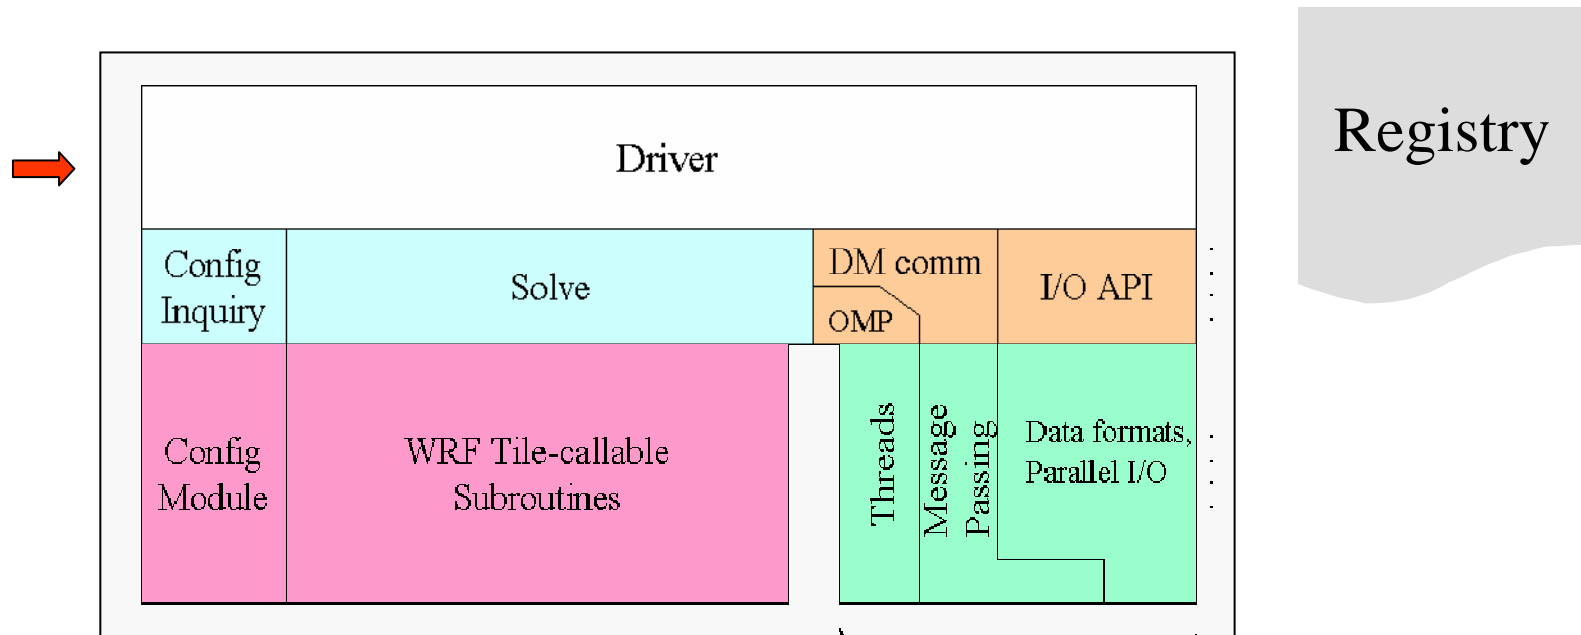 Registry
Driver
Config
Inquiry
Solve
DM comm
OMP
I/O API
Config
Module
WRF Tile-callable
Subroutines
Threads
Message
Passing
Data formats,
Parallel I/O